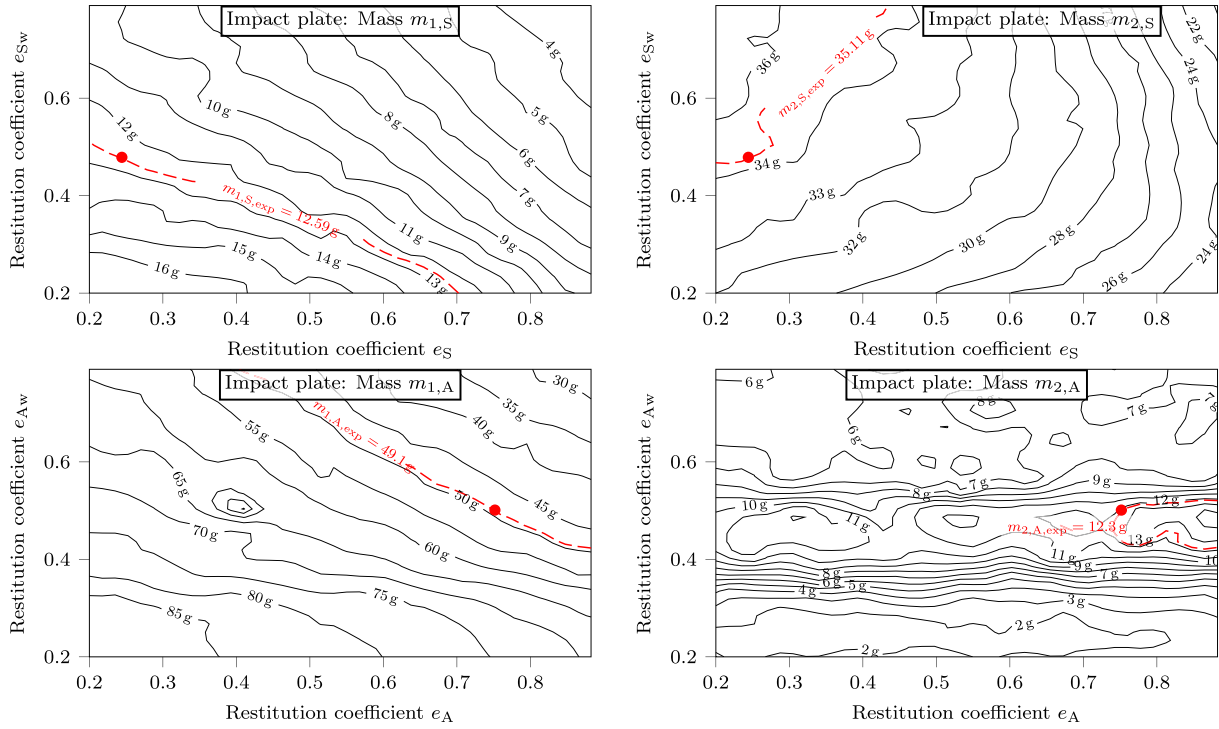 Impact plate: Mass m1,S
Restitution coefficient eSw
0.6
0.4
0.2
4 g
5 g
6 g
7 g
8 g
9 g
10 g
11 g
12 g
13 g
14 g
15 g
16 g
m1,S,exp = 12.59 g
0.2 0.3 0.4 0.5 0.6 0.7 0.8
Restitution coefficient eS
Impact plate: Mass m2,S
Restitution coefficient eSw
0.6
0.4
0.2
36 g
34 g
33 g
32 g
30 g
28 g
26 g
24 g
24 g
22 g
m2,S,exp = 35.11 g
0.2 0.3 0.4 0.5 0.6 0.7 0.8
Restitution coefficient eS
Impact plate: Mass m1,A
Restitution coefficient eAw
0.6
0.4
0.2
30 g
35 g
40 g
45 g
50 g
55 g
60 g
65 g
70 g
75 g
80 g
85 g
m1,A,exp = 49.1 g
0.2 0.3 0.4 0.5 0.6 0.7 0.8
Restitution coefficient eA
Impact plate: Mass m2,A
Restitution coefficient eAw
0.6
0.4
0.2
6 g
8 g
7 g
6 g
7 g
9 g
8 g
10 g
11 g
12 g
m2,A,exp = 12.3 g
13 g
11 g
9 g
10
8 g
7 g
6 g
5 g
4 g
3 g
2 g
2 g
0.2 0.3 0.4 0.5 0.6 0.7 0.8
Restitution coefficient eA